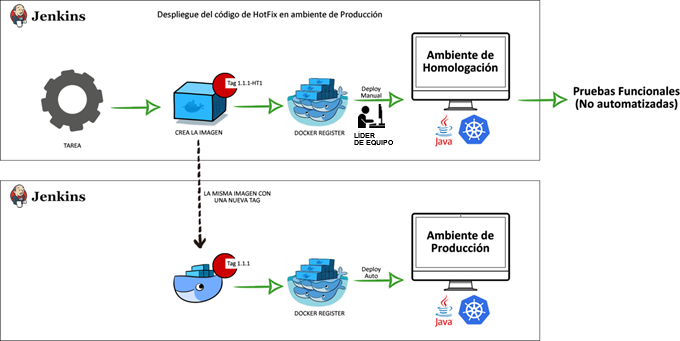 Jenkins
Despliegue del código de HotFix en ambiente de Producción
Tag 1.1.1-HT1
Deploy
Manual
Ambiente de
Homologación
Pruebas Funcionales
(No automatizadas)
TAREA
CREA LA IMAGEN
DOCKER REGISTER
LÍDER
DE EQUIPO
Java
LA MISMA IMAGEN CON
UNA NUEVA TAG
Jenkins
Tag 1.1.1
Deploy
Auto
Ambiente de
Producción
DOCKER REGISTER
Java